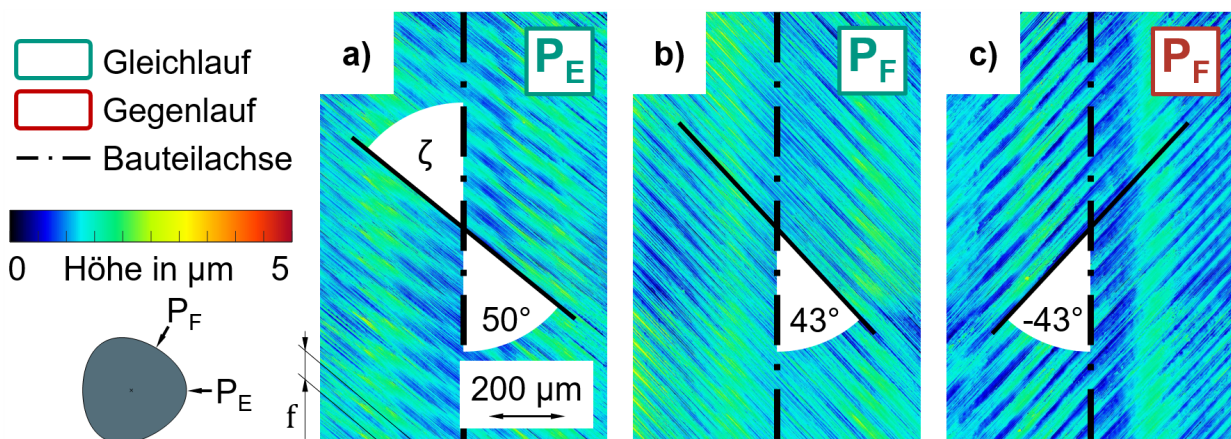 Gleichlauf
Gegenlauf
Bauteilachse
0 Höhe in µm 5
P_F
P_E
f
a)
P_E
ζ
50°
200 µm
b)
P_F
43°
c)
P_F
-43°